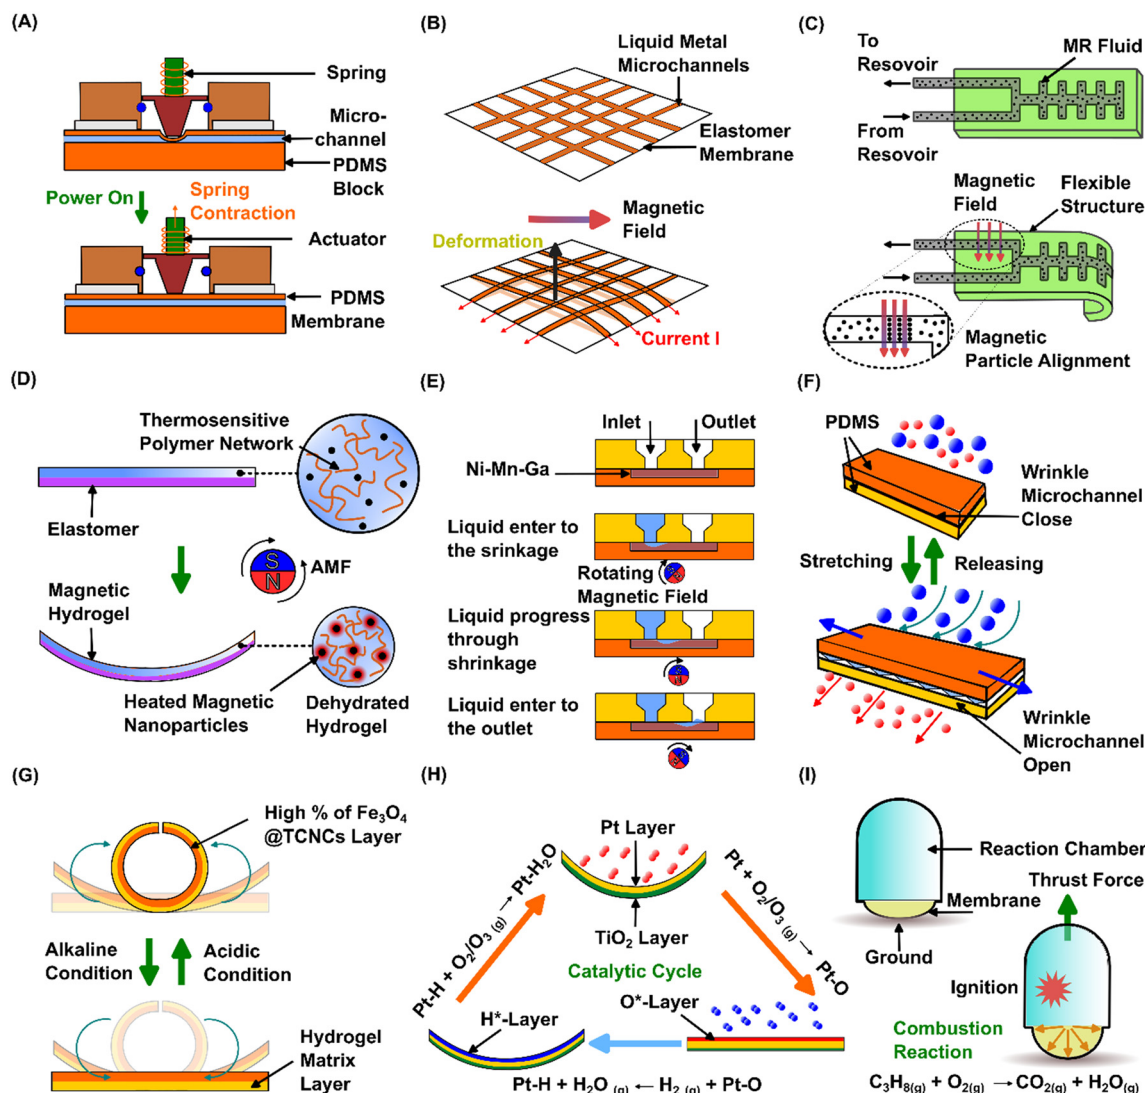 (A)
Spring
Micro-
channel
PDMS
Block
Power On
Spring
Contraction
Actuator
PDMS
Membrane
(B)
Liquid Metal
Microchannels
Elastomer
Membrane
Magnetic
Field
Deformation
Current I
(C)
To
Resovoir
MR Fluid
From
Resovoir
Magnetic
Field
Flexible
Structure
Magnetic
Particle Alignment
(D)
Thermosensitive
Polymer Network
Elastomer
S
N
AMF
Magnetic
Hydrogel
Heated Magnetic
Nanoparticles
Dehydrated
Hydrogel
(E)
Inlet
Outlet
Ni-Mn-Ga
Liquid enter to
the srinkage
Rotating
Magnetic Field
Liquid progress
through
shrinkage
Liquid enter to
the outlet
(F)
PDMS
Wrinkle
Microchannel
Close
Stretching
Releasing
Wrinkle
Microchannel
Open
(G)
High % of Fe₃O₄
@TCNCs Layer
Alkaline
Condition
Acidic
Condition
Hydrogel
Matrix
Layer
(H)
Pt Layer
TiO₂ Layer
Pt-H + O₂/O₃ (g) → Pt-H₂O
Pt + O₂/O₃ (g) → Pt-O
Catalytic Cycle
H*-Layer
O*-Layer
Pt-H + H₂O (g) ← H₂ (g) + Pt-O
(I)
Reaction Chamber
Thrust Force
Membrane
Ground
Ignition
Combustion
Reaction
C₃H₈(g) + O₂(g) → CO₂(g) + H₂O(g)